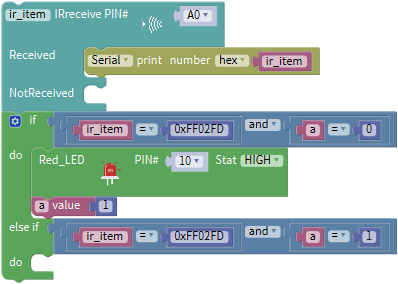 ir_item IRreceive PIN# A0
Received Serial print number hex ir_item
NotReceived
if ir_item = 0xFF02FD and a = 0
do Red_LED PIN# 10 Stat HIGH
a value 1
else if ir_item = 0xFF02FD and a = 1
do